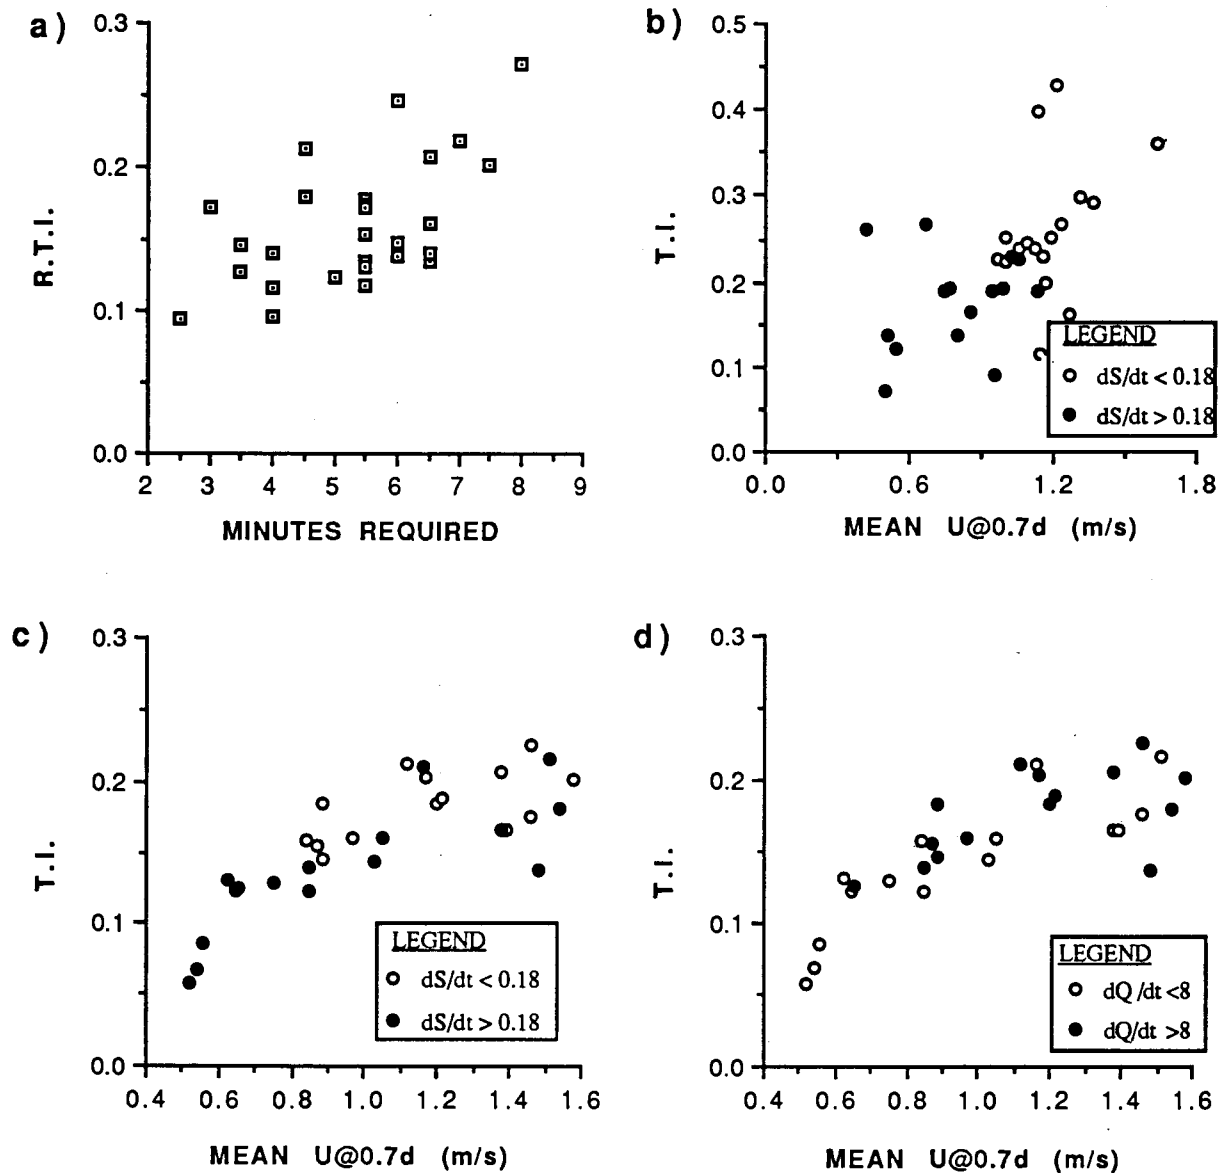 a)
0.3
0.2
0.1
0.0
R.T.I.
2 3 4 5 6 7 8 9
MINUTES REQUIRED
b)
0.5
0.4
0.3
0.2
0.1
0.0
T.I.
0.0 0.6 1.2 1.8
MEAN U@0.7d (m/s)
LEGEND
dS/dt < 0.18
dS/dt > 0.18
c)
0.3
0.2
0.1
0.0
T.I.
0.4 0.6 0.8 1.0 1.2 1.4 1.6
MEAN U@0.7d (m/s)
LEGEND
dS/dt < 0.18
dS/dt > 0.18
d)
0.3
0.2
0.1
0.0
T.I.
0.4 0.6 0.8 1.0 1.2 1.4 1.6
MEAN U@0.7d (m/s)
LEGEND
dQ/dt <8
dQ/dt >8